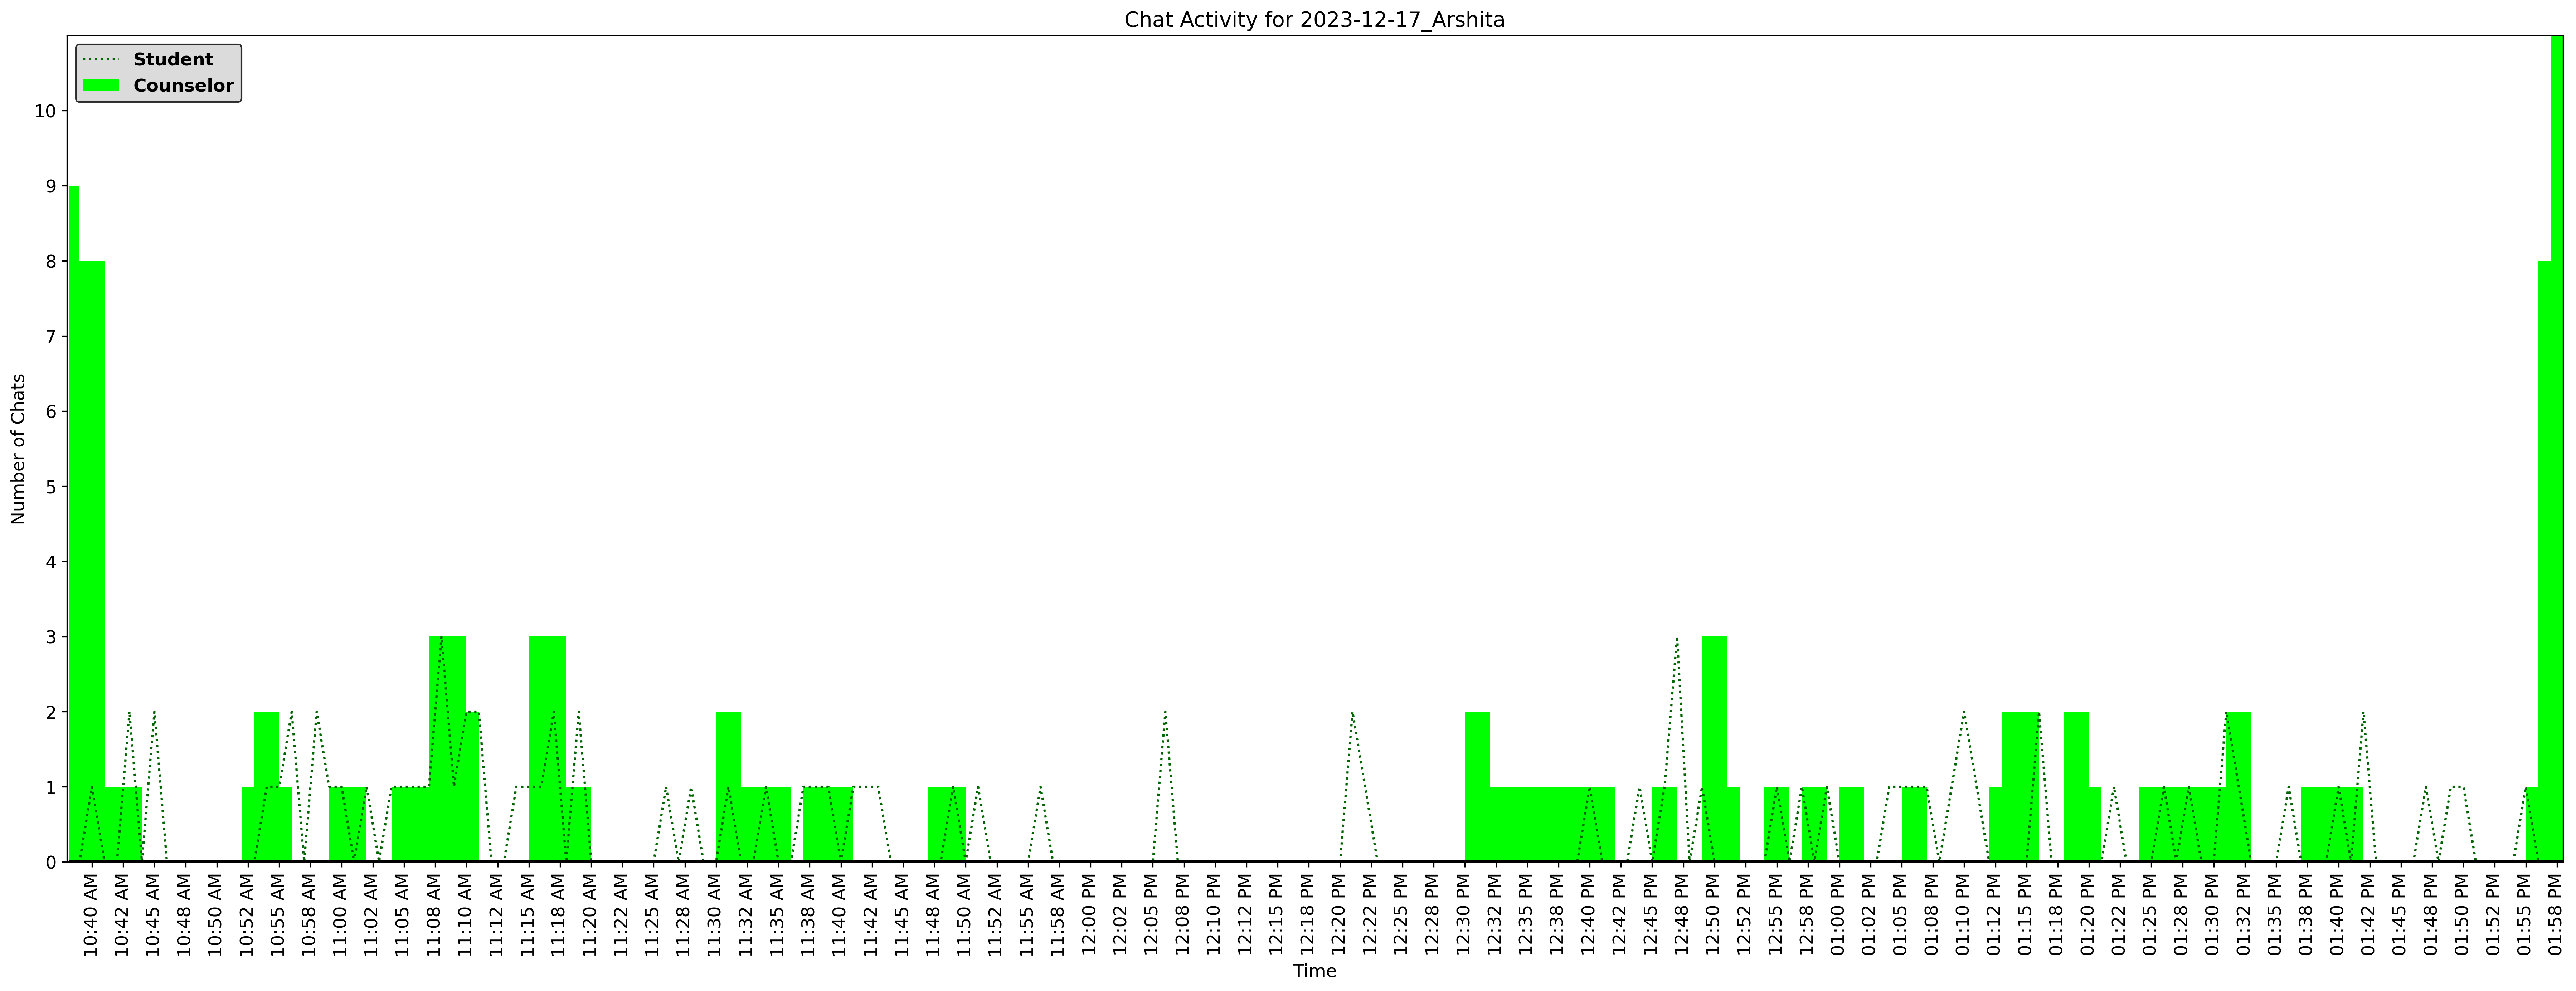 Chat Activity for 2023-12-17_Arshita
Student
Counselor
10
9
8
7
6
5
4
3
2
1
0
Number of Chats
10:40 AM
10:42 AM
10:45 AM
10:48 AM
10:50 AM
10:52 AM
10:55 AM
10:58 AM
11:00 AM
11:02 AM
11:05 AM
11:08 AM
11:10 AM
11:12 AM
11:15 AM
11:18 AM
11:20 AM
11:22 AM
11:25 AM
11:28 AM
11:30 AM
11:32 AM
11:35 AM
11:38 AM
11:40 AM
11:42 AM
11:45 AM
11:48 AM
11:50 AM
11:52 AM
11:55 AM
11:58 AM
12:00 PM
12:02 PM
12:05 PM
12:08 PM
12:10 PM
12:12 PM
12:15 PM
12:18 PM
12:20 PM
12:22 PM
12:25 PM
12:28 PM
12:30 PM
12:32 PM
12:35 PM
12:38 PM
12:40 PM
12:42 PM
12:45 PM
12:48 PM
12:50 PM
12:52 PM
12:55 PM
12:58 PM
01:00 PM
01:02 PM
01:05 PM
01:08 PM
01:10 PM
01:12 PM
01:15 PM
01:18 PM
01:20 PM
01:22 PM
01:25 PM
01:28 PM
01:30 PM
01:32 PM
01:35 PM
01:38 PM
01:40 PM
01:42 PM
01:45 PM
01:48 PM
01:50 PM
01:52 PM
01:55 PM
01:58 PM
Time